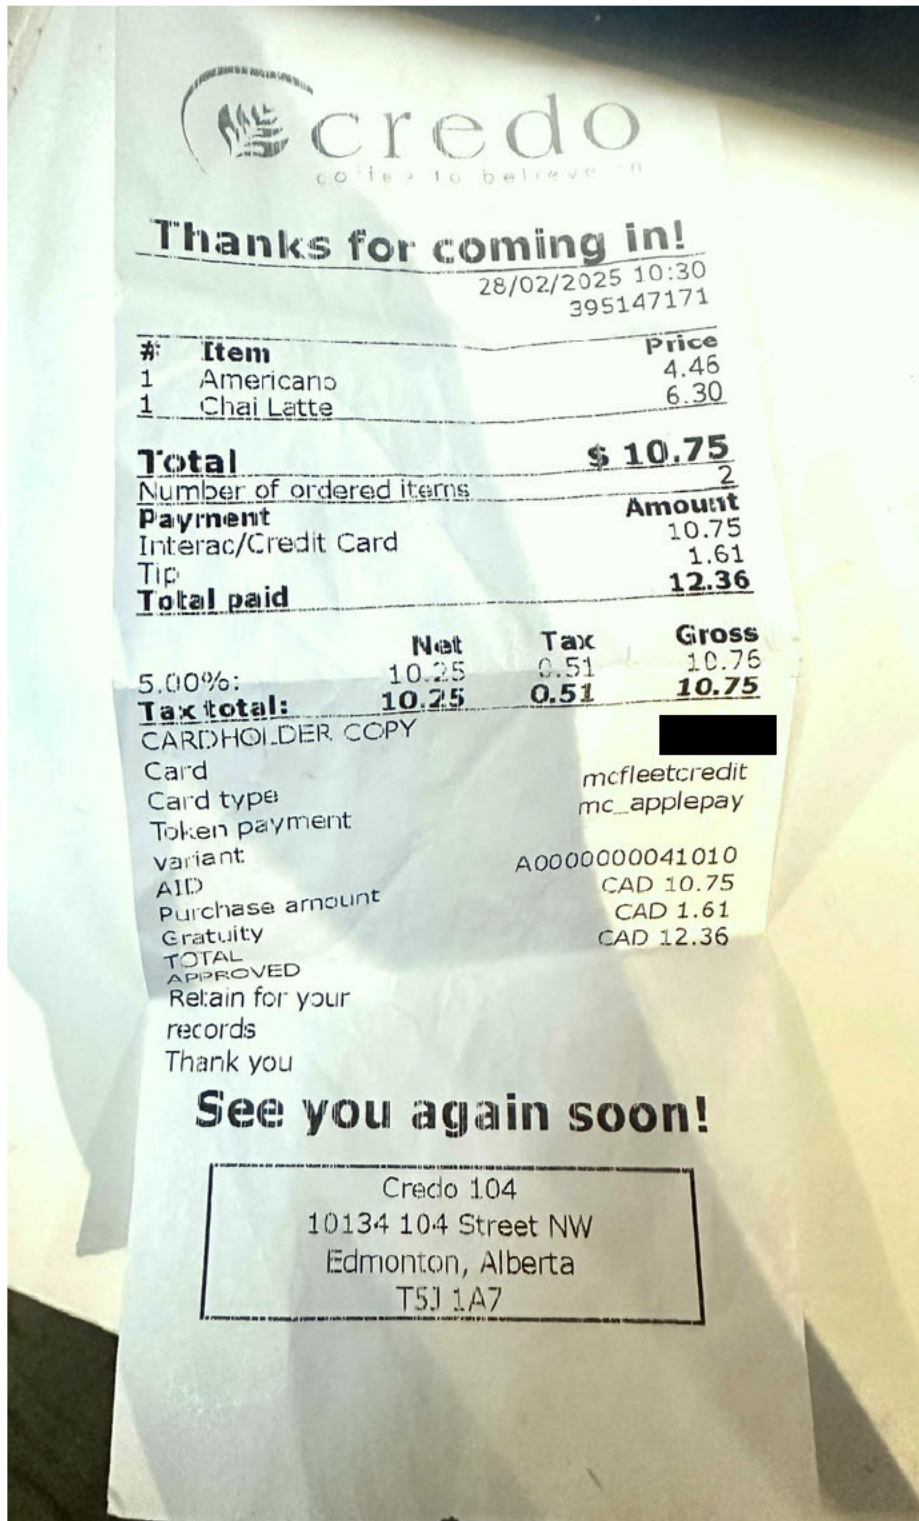 credo
coffee to believe in
Thanks for coming in!
28/02/2025 10:30
395147171
# Item Price
1 Americano 4.46
1 Chai Latte 6.30
Total $ 10.75
Number of ordered items 2
Payment Amount
Interac/Credit Card 10.75
Tip 1.61
Total paid 12.36
Net Tax Gross
5.00%: 10.25 0.51 10.76
Tax total: 10.25 0.51 10.75
CARDHOLDER COPY
Card
Card type mcfleetcredit
Token payment mc_applepay
variant
AID A0000000041010
Purchase amount CAD 10.75
Gratuity CAD 1.61
TOTAL CAD 12.36
APPROVED
Retain for your
records
Thank you
See you again soon!
Credo 104
10134 104 Street NW
Edmonton, Alberta
T5J 1A7